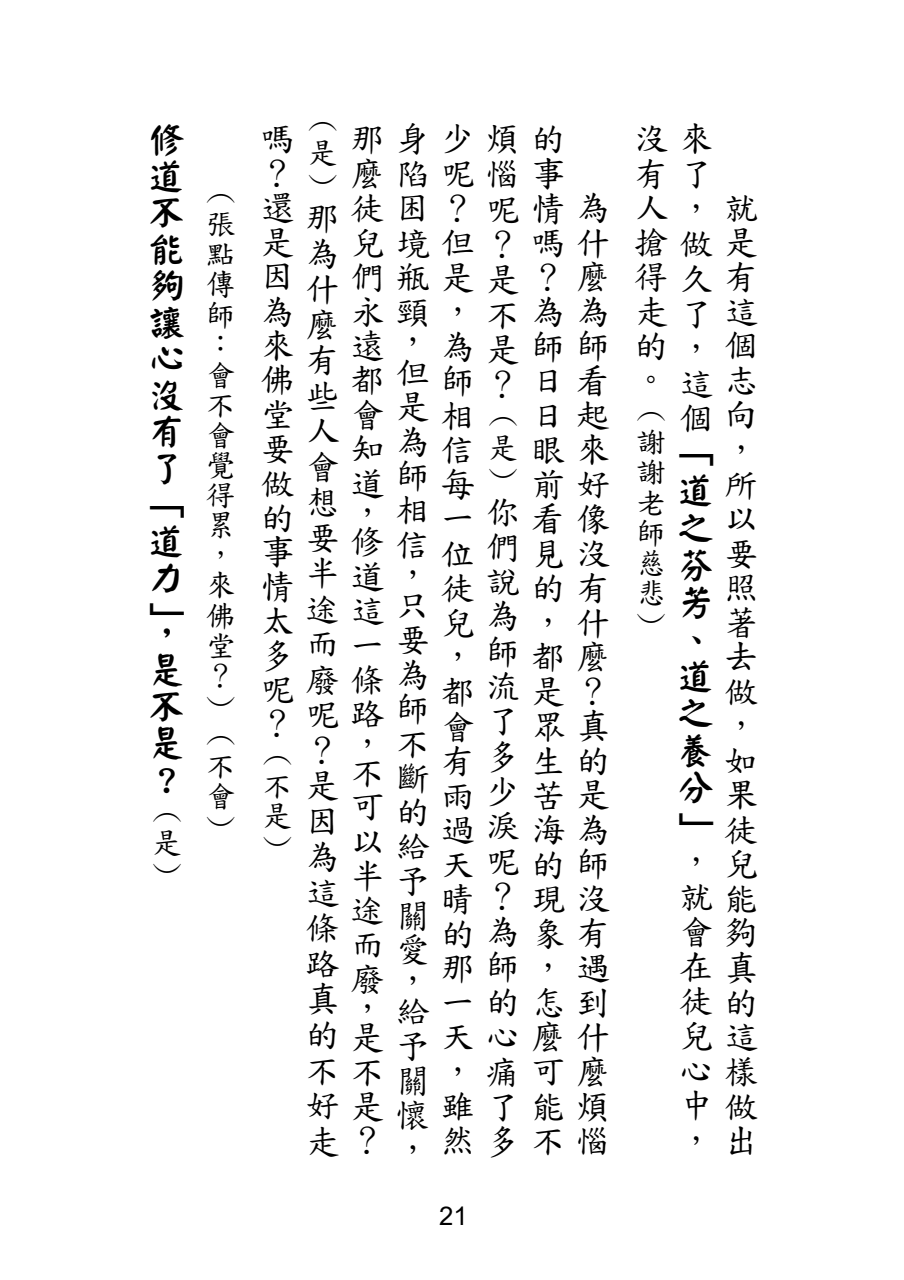 就是有這個志向，所以要照著去做，如果徒兒能夠真的這樣做出
來了，做久了，這個「道之芬芳、道之養分」，就會在徒兒心中，
沒有人搶得走的。（謝謝老師慈悲）
為什麼為師看起來好像沒有什麼？真的是為師沒有遇到什麼煩惱
的事情嗎？為師日日眼前看見的，都是眾生苦海的現象，怎麼可能不
煩惱呢？是不是？（是）你們說為師流了多少淚呢？為師的心痛了多
少呢？但是，為師相信每一位徒兒，都會有雨過天晴的那一天，雖然
身陷困境瓶頸，但是為師相信，只要為師不斷的給予關愛，給予關懷，
那麼徒兒們永遠都會知道，修道這一條路，不可以半途而廢，是不是？
（是）那為什麼有些人會想要半途而廢呢？是因為這條路真的不好走
嗎？還是因為來佛堂要做的事情太多呢？（不是）
（張點傳師：會不會覺得累，來佛堂？）（不會）
修道不能夠讓心沒有了「道力」，是不是？（是）
21